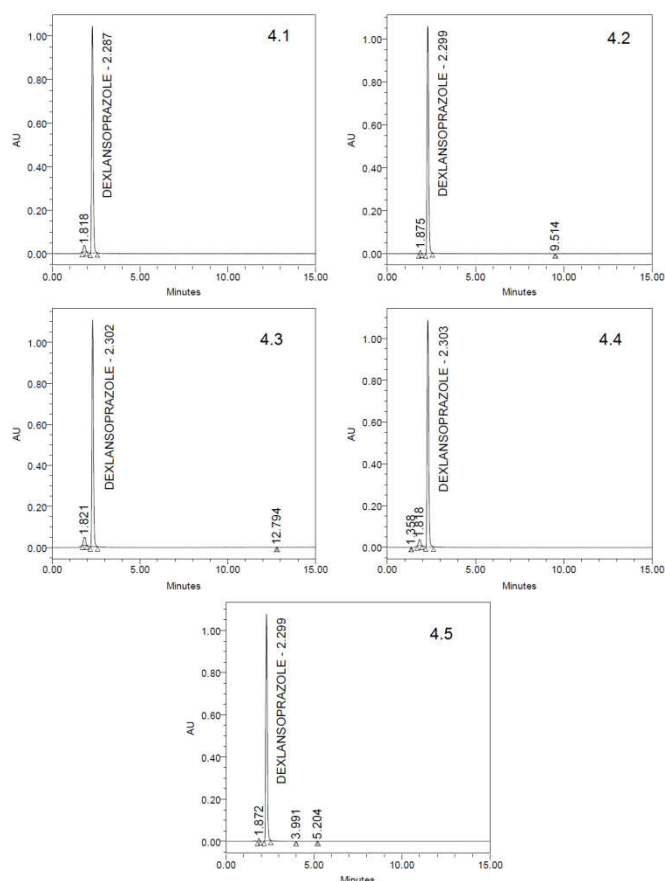 4.1
AU
1.00
0.80
0.60
0.40
0.20
0.00
1.818
DEXLANSOPRAZOLE - 2.287
0.00 5.00 10.00 15.00
Minutes
4.2
AU
1.00
0.80
0.60
0.40
0.20
0.00
1.875
DEXLANSOPRAZOLE - 2.299
9.514
0.00 5.00 10.00 15.00
Minutes
4.3
AU
1.00
0.80
0.60
0.40
0.20
0.00
1.821
DEXLANSOPRAZOLE - 2.302
12.794
0.00 5.00 10.00 15.00
Minutes
4.4
AU
1.00
0.80
0.60
0.40
0.20
0.00
1.358
1.818
DEXLANSOPRAZOLE - 2.303
0.00 5.00 10.00 15.00
Minutes
4.5
AU
1.00
0.80
0.60
0.40
0.20
0.00
1.872
DEXLANSOPRAZOLE - 2.299
3.991
5.204
0.00 5.00 10.00 15.00
Minutes